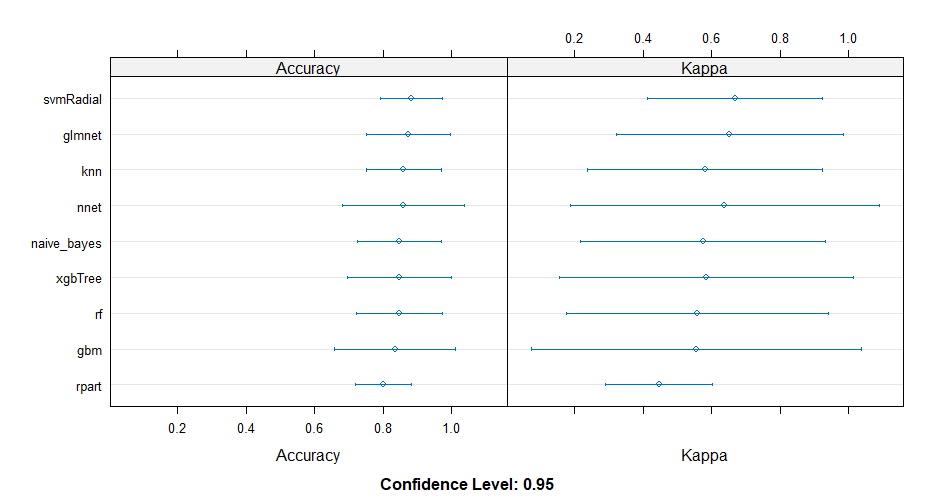 0.2 0.4 0.6 0.8 1.0
Accuracy Kappa
svmRadial
glmnet
knn
nnet
naive_bayes
xgbTree
rf
gbm
rpart
0.2 0.4 0.6 0.8 1.0
Accuracy Kappa
Confidence Level: 0.95